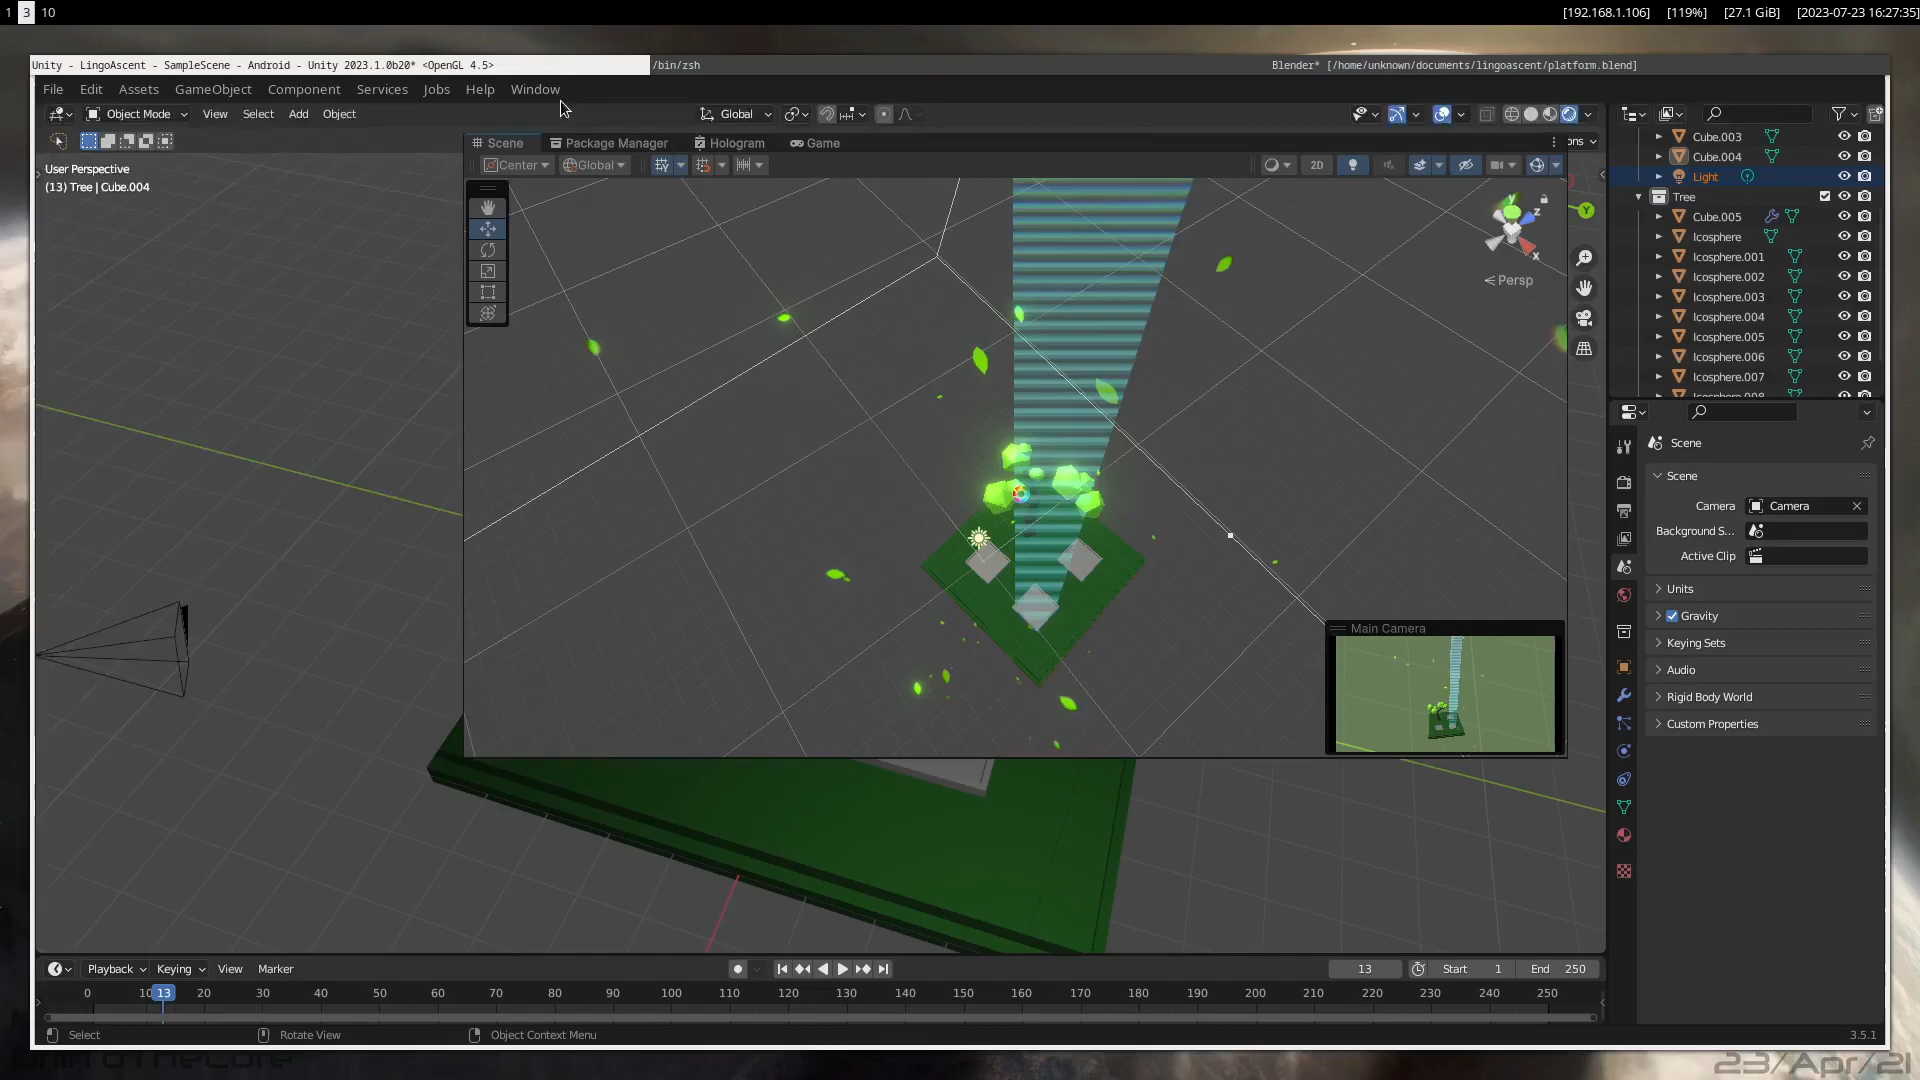 1 3 10
[192.168.1.106] [119%] [27.1 GiB] [2023-07-23 16:27:35]
Unity - LingoAscent - SampleScene - Android - Unity 2023.1.0b20* <OpenGL 4.5>
/bin/zsh
Blender* [/home/unknown/documents/lingoascent/platform.blend]
File Edit Assets GameObject Component Services Jobs Help Window
Object Mode View Select Add Object
Global
Scene Package Manager Hologram Game
ons
Center Global
2D
User Perspective
(13) Tree | Cube.004
y
z
x
Y
Persp
Main Camera
Cube.003
Cube.004
Light
Tree
Cube.005
Icosphere
Icosphere.001
Icosphere.002
Icosphere.003
Icosphere.004
Icosphere.005
Icosphere.006
Icosphere.007
Icosphere.008
Scene
Scene
Camera Camera
Background S...
Active Clip
Units
Gravity
Keying Sets
Audio
Rigid Body World
Custom Properties
Playback Keying View Marker
13 Start 1 End 250
0 10 13 20 30 40 50 60 70 80 90 100 110 120 130 140 150 160 170 180 190 200 210 220 230 240 250
Select Rotate View Object Context Menu
3.5.1
23/Apr/21